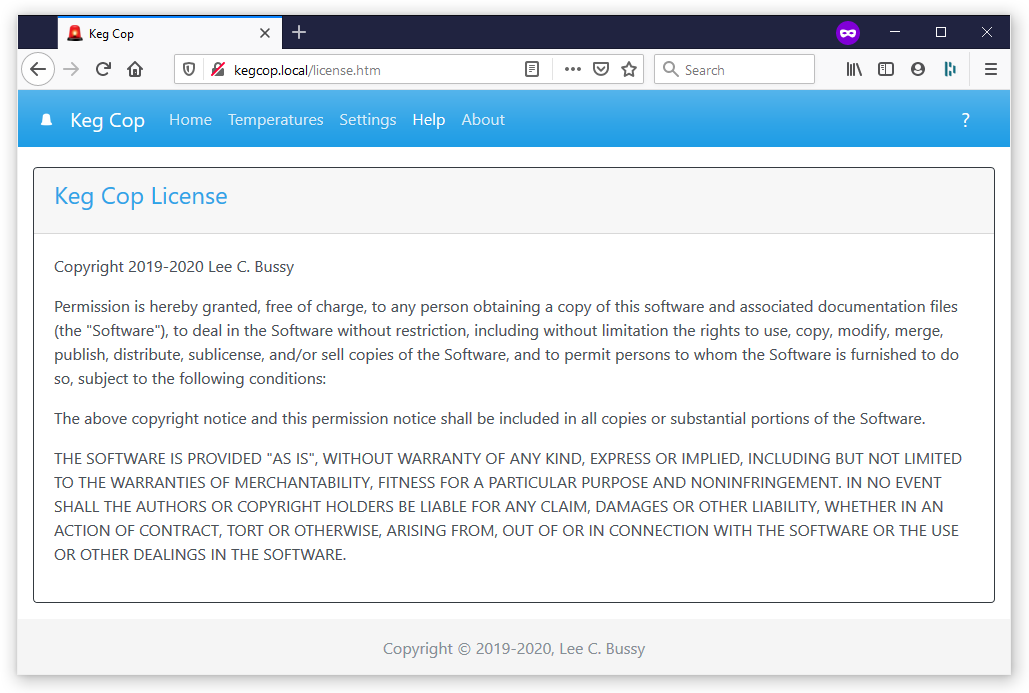 Keg Cop
kegcop.local/license.htm
Search
Keg Cop Home Temperatures Settings Help About ?
Keg Cop License
Copyright 2019-2020 Lee C. Bussy
Permission is hereby granted, free of charge, to any person obtaining a copy of this software and associated documentation files
(the "Software"), to deal in the Software without restriction, including without limitation the rights to use, copy, modify, merge,
publish, distribute, sublicense, and/or sell copies of the Software, and to permit persons to whom the Software is furnished to do
so, subject to the following conditions:
The above copyright notice and this permission notice shall be included in all copies or substantial portions of the Software.
THE SOFTWARE IS PROVIDED "AS IS", WITHOUT WARRANTY OF ANY KIND, EXPRESS OR IMPLIED, INCLUDING BUT NOT LIMITED
TO THE WARRANTIES OF MERCHANTABILITY, FITNESS FOR A PARTICULAR PURPOSE AND NONINFRINGEMENT. IN NO EVENT
SHALL THE AUTHORS OR COPYRIGHT HOLDERS BE LIABLE FOR ANY CLAIM, DAMAGES OR OTHER LIABILITY, WHETHER IN AN
ACTION OF CONTRACT, TORT OR OTHERWISE, ARISING FROM, OUT OF OR IN CONNECTION WITH THE SOFTWARE OR THE USE
OR OTHER DEALINGS IN THE SOFTWARE.
Copyright © 2019-2020, Lee C. Bussy